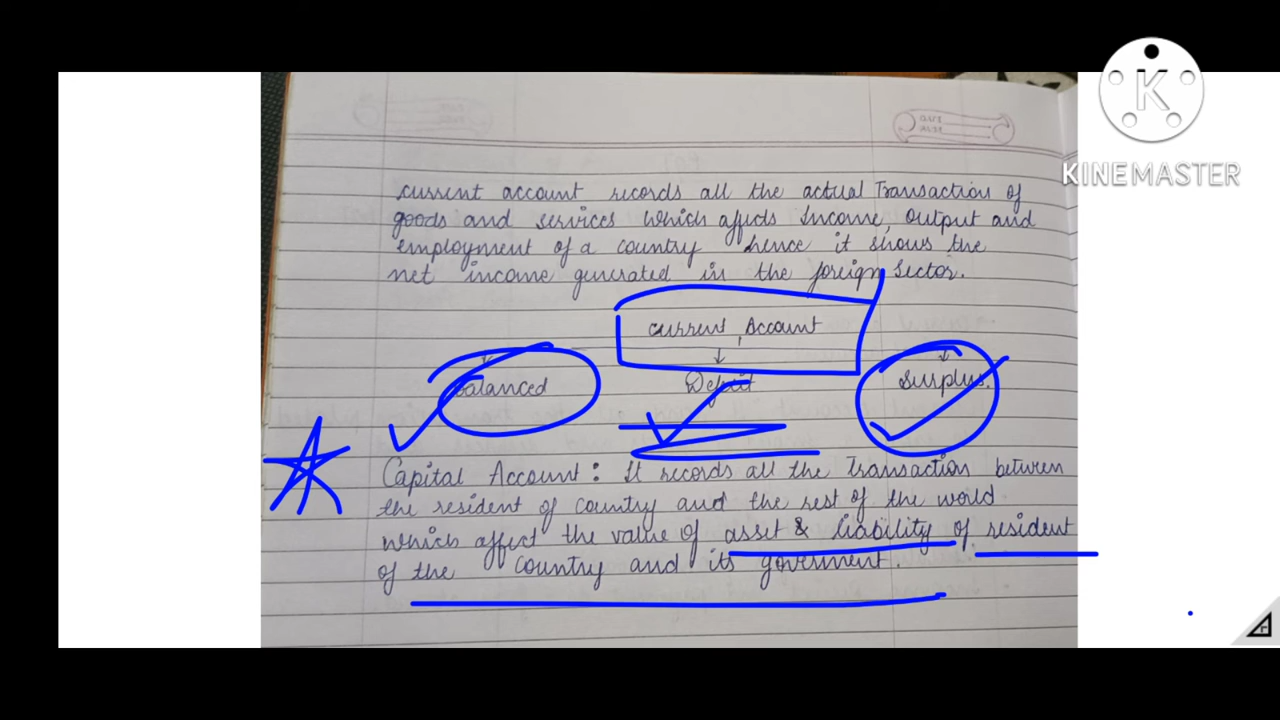 KINEMASTER
current account records all the actual Transaction of
goods and services which affects Income, output and
employment of a country hence it shows the
net income generated in the foreign Sector.
current Account
balanced Deficit Surplus.
Capital Account : It records all the Transaction between
the resident of country and the rest of the world
which affect the value of asset & liability of resident
of the country and its goverment.